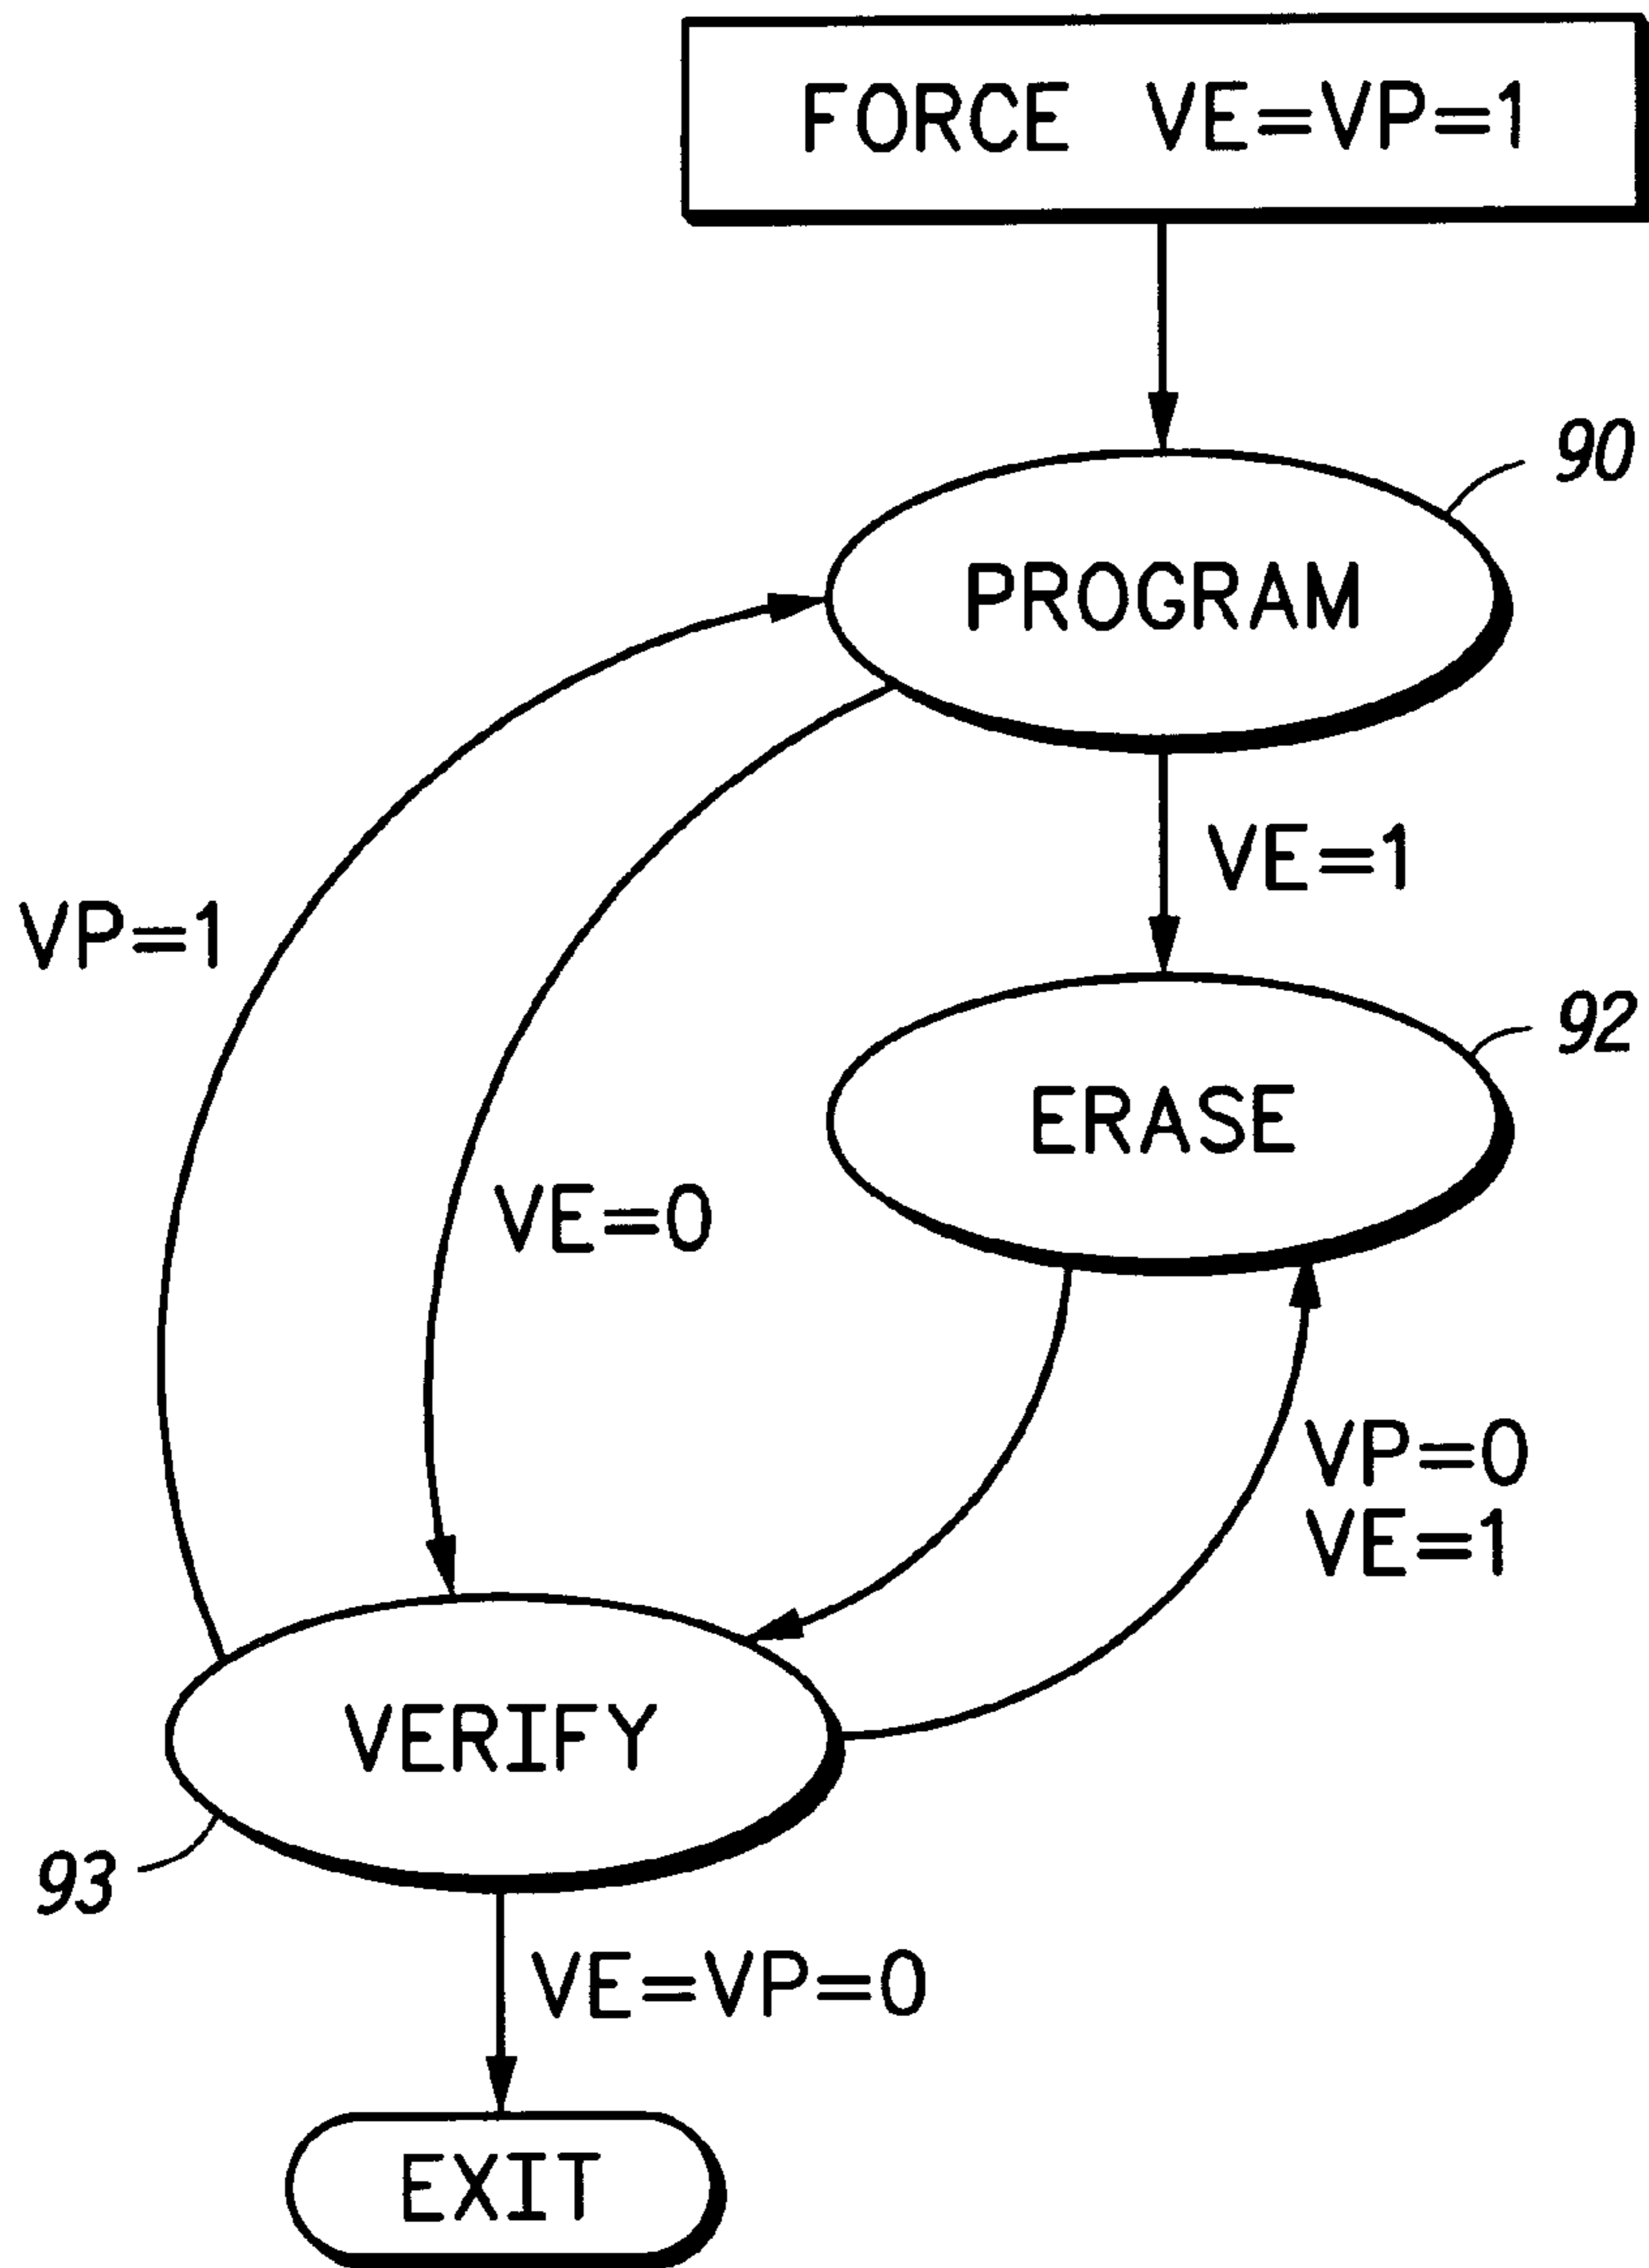 FORCE VE=VP=1
90
PROGRAM
VE=1
VP=1
92
ERASE
VE=0
VP=0
VE=1
VERIFY
93
VE=VP=0
EXIT